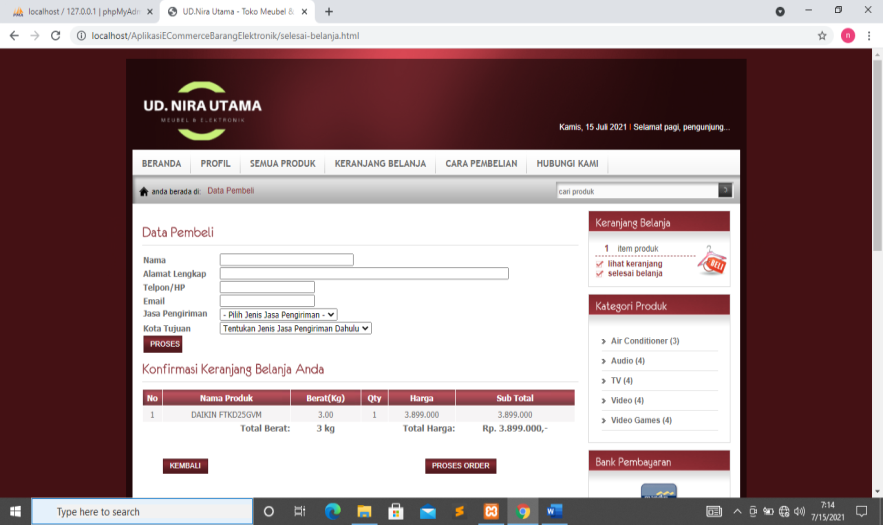 localhost / 127.0.0.1 | phpMyAdm
UD.Nira Utama - Toko Meubel &
localhost/AplikasiECommerceBarangElektronik/selesai-belanja.html
n
UD. NIRA UTAMA
MEUBEL & ELEKTRONIK
Kamis, 15 Juli 2021 | Selamat pagi, pengunjung...
BERANDA PROFIL SEMUA PRODUK KERANJANG BELANJA CARA PEMBELIAN HUBUNGI KAMI
anda berada di: Data Pembeli
cari produk
Data Pembeli
Nama
Alamat Lengkap
Telpon/HP
Email
Jasa Pengiriman - Pilih Jenis Jasa Pengiriman -
Kota Tujuan Tentukan Jenis Jasa Pengiriman Dahulu
PROSES
Konfirmasi Keranjang Belanja Anda
No Nama Produk Berat(Kg) Qty Harga Sub Total
1 DAIKIN FTKD25GVM 3.00 1 3.899.000 3.899.000
Total Berat: 3 kg Total Harga: Rp. 3.899.000,-
KEMBALI PROSES ORDER
Keranjang Belanja
1 item produk
lihat keranjang
selesai belanja
BELI
Kategori Produk
Air Conditioner (3)
Audio (4)
TV (4)
Video (4)
Video Games (4)
Bank Pembayaran
Type here to search
7:14
7/15/2021